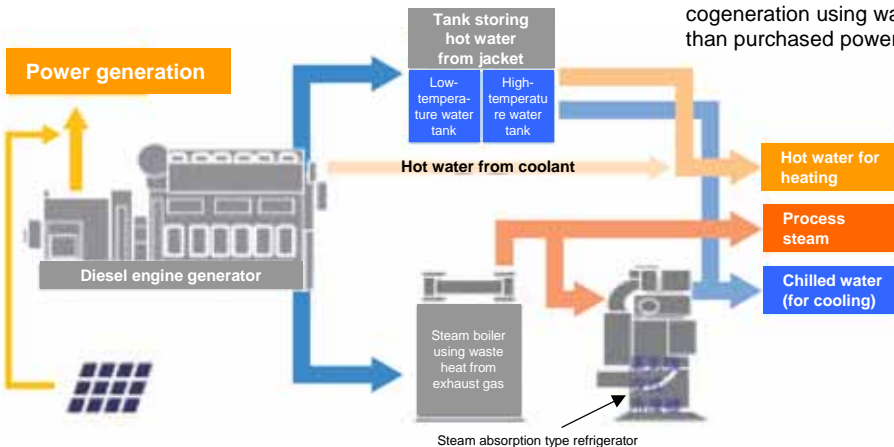 cogeneration using wa
than purchased power
Tank storing
hot water
from jacket
Power generation
Low-
tempera-
ture water
tank
High-
temperatu
re water
tank
Hot water from coolant
Hot water for
heating
Process
steam
Diesel engine generator
Chilled water
(for cooling)
Steam boiler
using waste
heat from
exhaust gas
Steam absorption type refrigerator